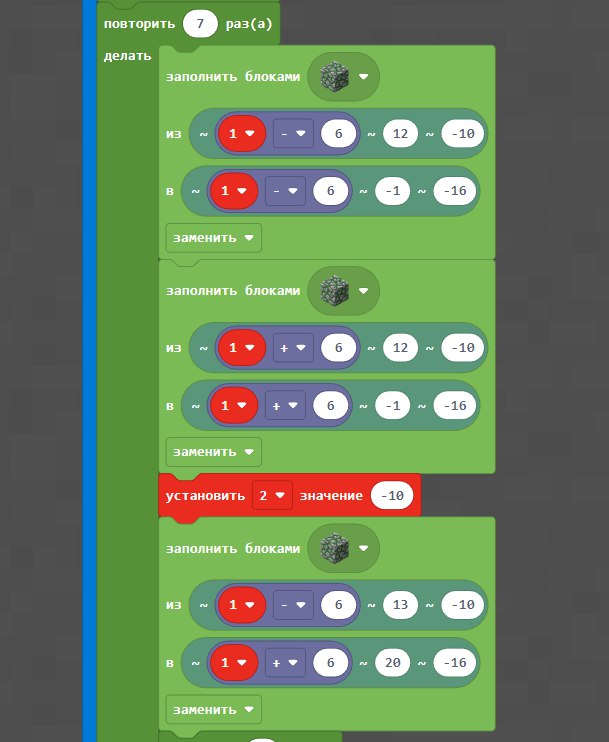 повторить 7 раз(а)
делать
заполнить блоками
из ~ 1 - 6 ~ 12 ~ -10
в ~ 1 - 6 ~ -1 ~ -16
заменить
заполнить блоками
из ~ 1 + 6 ~ 12 ~ -10
в ~ 1 + 6 ~ -1 ~ -16
заменить
установить 2 значение -10
заполнить блоками
из ~ 1 - 6 ~ 13 ~ -10
в ~ 1 + 6 ~ 20 ~ -16
заменить